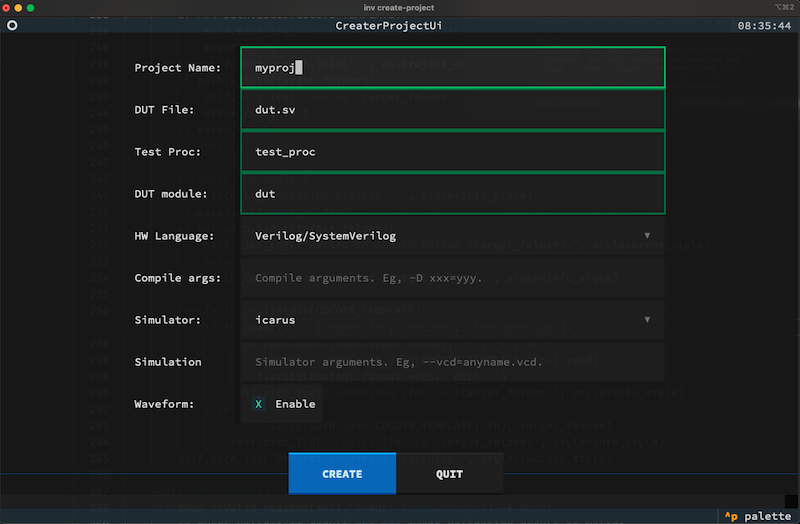 inv create-project
⌥⌘2
CreaterProjectUi
08:35:44
Project Name: myproj
DUT File: dut.sv
Test Proc: test_proc
DUT module: dut
HW Language: Verilog/SystemVerilog ▼
Compile args: Compile arguments. Eg, -D xxx=yyy.
Simulator: icarus ▼
Simulation Simulator arguments. Eg, --vcd=anyname.vcd.
Waveform: X Enable
CREATE QUIT
^p palette